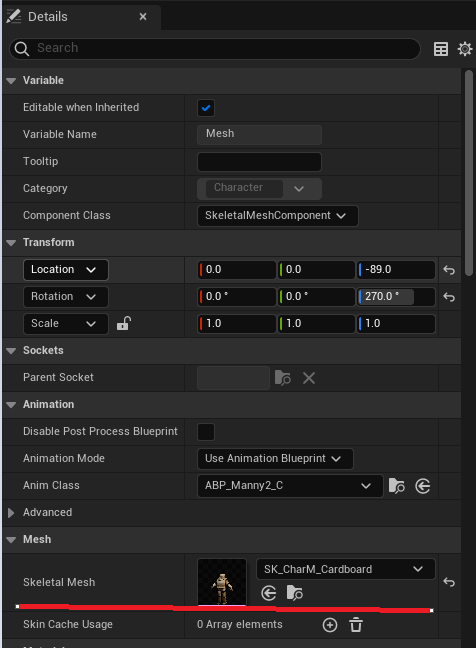 Details
Search
Variable
Editable when Inherited
Variable Name Mesh
Tooltip
Category Character
Component Class SkeletalMeshComponent
Transform
Location 0.0 0.0 -89.0
Rotation 0.0 ° 0.0 ° 270.0 °
Scale 1.0 1.0 1.0
Sockets
Parent Socket
Animation
Disable Post Process Blueprint
Animation Mode Use Animation Blueprint
Anim Class ABP_Manny2_C
Advanced
Mesh
Skeletal Mesh SK_CharM_Cardboard
Skin Cache Usage 0 Array elements